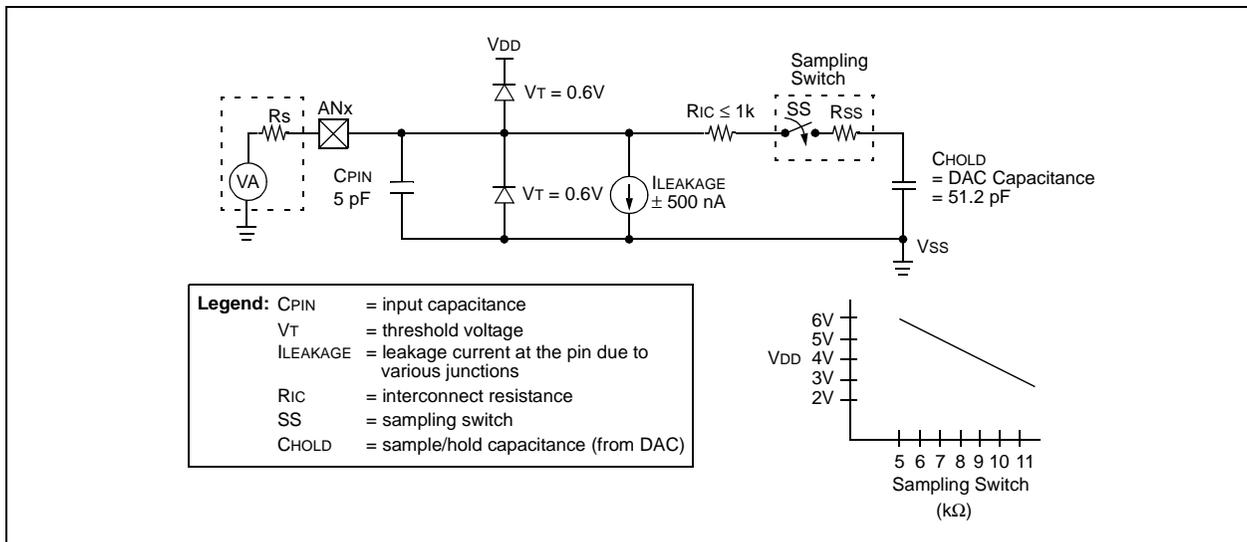 VDD
Sampling
Switch
VT = 0.6V
RS
ANx
RIC ≤ 1k
SS
RSS
VA
CPIN
5 pF
VT = 0.6V
ILEAKAGE
± 500 nA
CHOLD
= DAC Capacitance
= 51.2 pF
VSS
Legend: CPIN = input capacitance
VT = threshold voltage
ILEAKAGE = leakage current at the pin due to
various junctions
RIC = interconnect resistance
SS = sampling switch
CHOLD = sample/hold capacitance (from DAC)
6V
5V
VDD 4V
3V
2V
5 6 7 8 9 10 11
Sampling Switch
(kΩ)